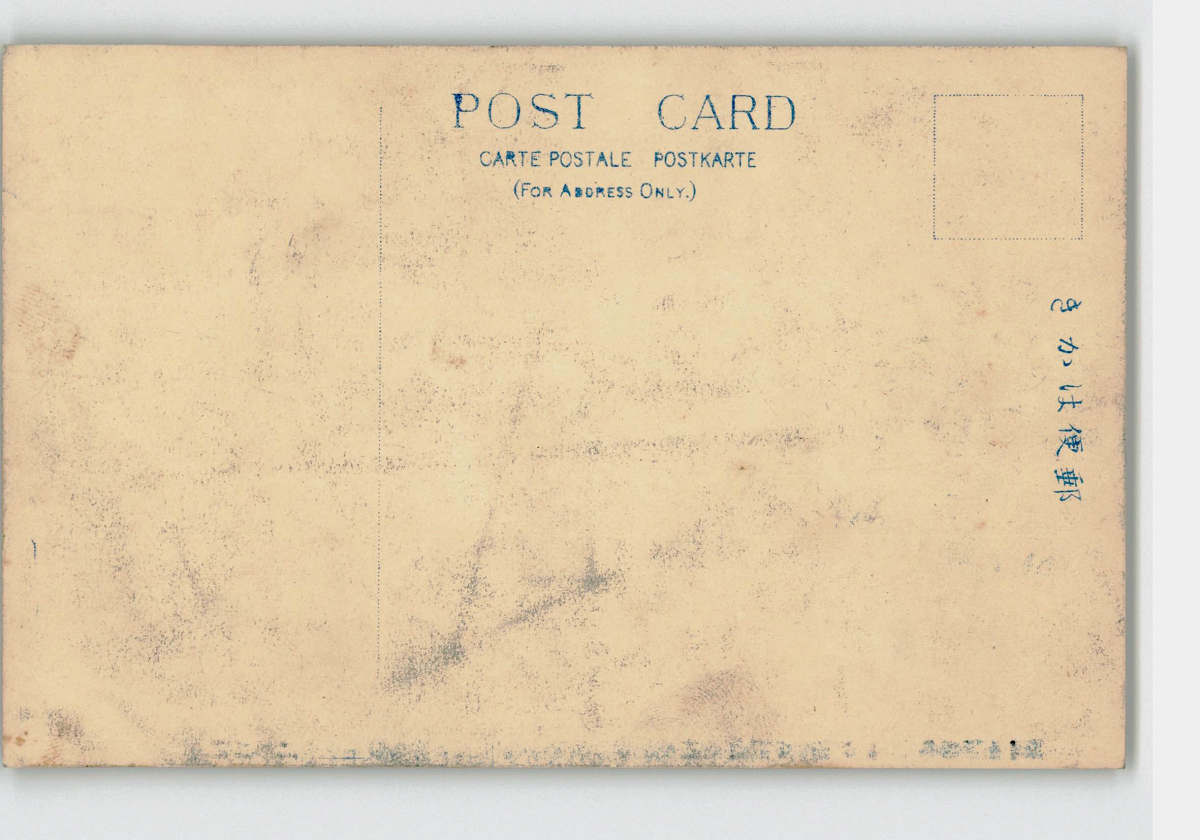 POST CARD
CARTE POSTALE POSTKARTE
(FOR ADDRESS ONLY.)
きかは便郵